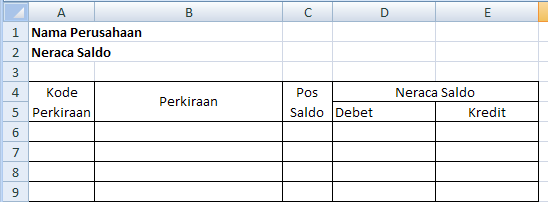 A B C D E
1 Nama Perusahaan
2 Neraca Saldo
3
4 Kode Perkiraan Pos Neraca Saldo
5 Perkiraan Saldo Debet Kredit
6
7
8
9